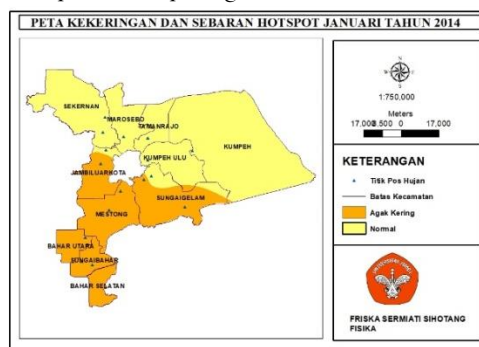 PETA KEKERINGAN DAN SEBARAN HOTSPOT JANUARI TAHUN 2014
SEKERNAN
MAROSEBO
TAMANRAJO
KUMPEH
KUMPEH ULU
JAMBILUARKOTA
SUNGAIGELAM
MESTONG
BAHAR UTARA
SUNGAIBAHAR
BAHAR SELATAN
1:750,000
Meters
17,000 8,500 0 17,000
KETERANGAN
Titik Pos Hujan
Batas Kecamatan
Agak Kering
Normal
FRISKA SERMIATI SIHOTANG
FISIKA